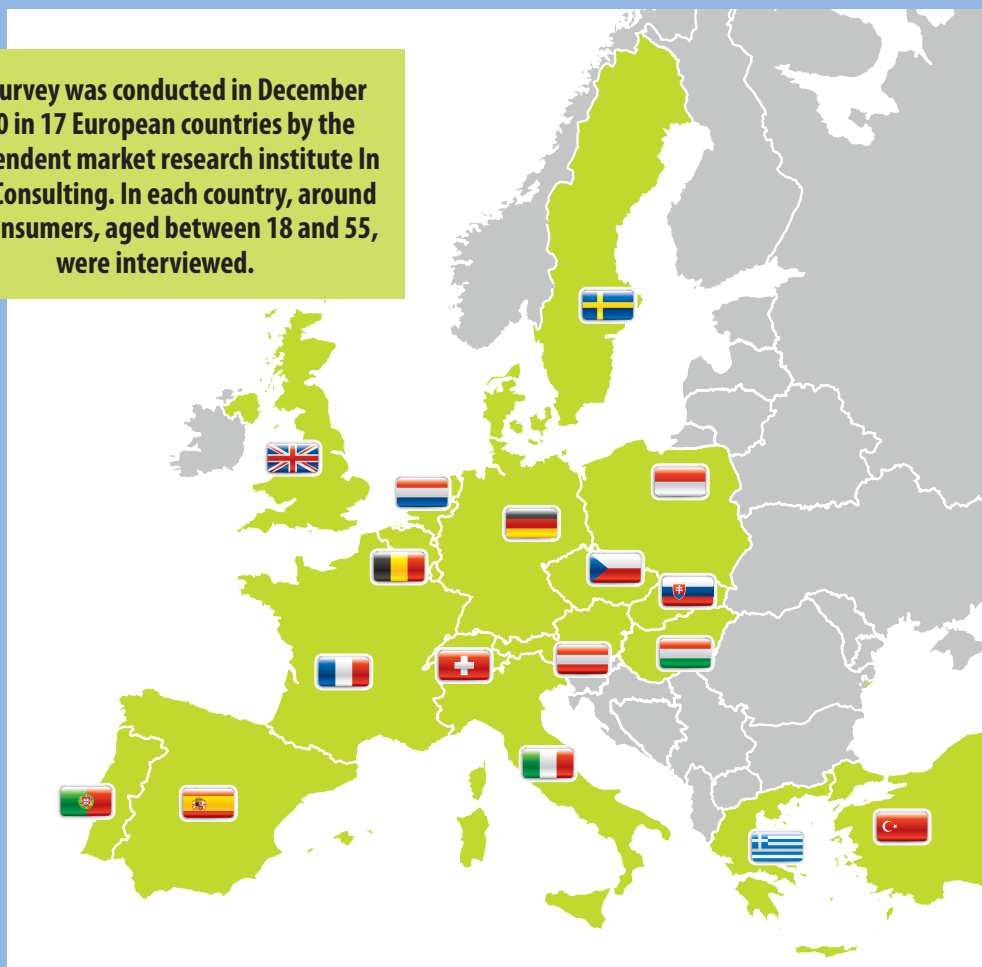 urvey was conducted in December
0 in 17 European countries by the
endent market research institute In
Consulting. In each country, around
nsumers, aged between 18 and 55,
were interviewed.